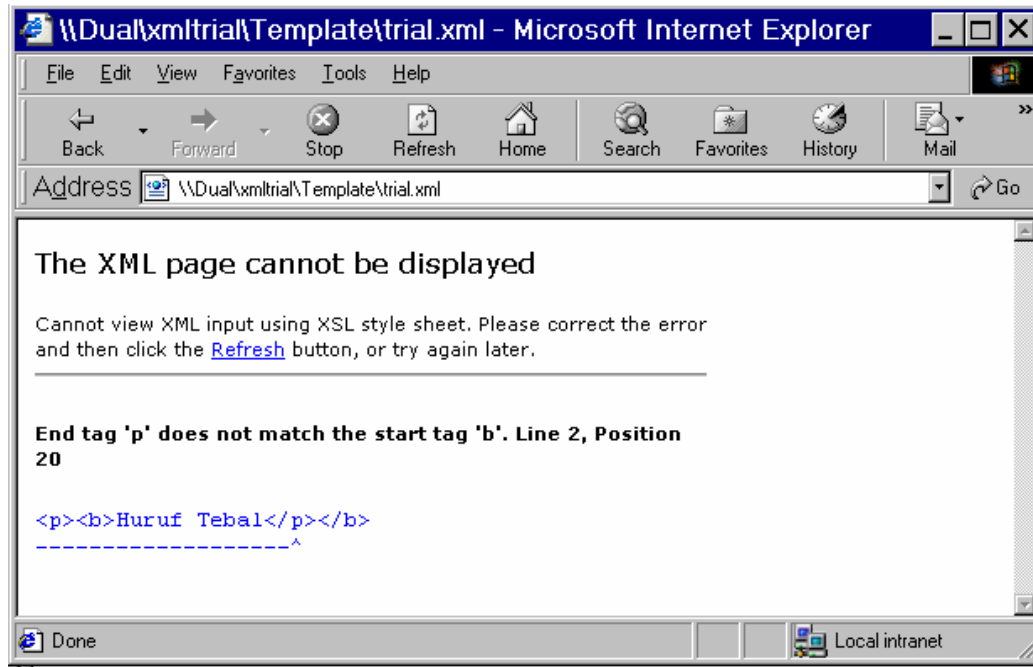 \\Dual\xmltrial\Template\trial.xml - Microsoft Internet Explorer
File Edit View Favorites Tools Help
Back Forward Stop Refresh Home Search Favorites History Mail »
Address \\Dual\xmltrial\Template\trial.xml Go
The XML page cannot be displayed
Cannot view XML input using XSL style sheet. Please correct the error
and then click the Refresh button, or try again later.
End tag 'p' does not match the start tag 'b'. Line 2, Position
20
<p><b>Huruf Tebal</p></b>
-------------------^
Done Local intranet